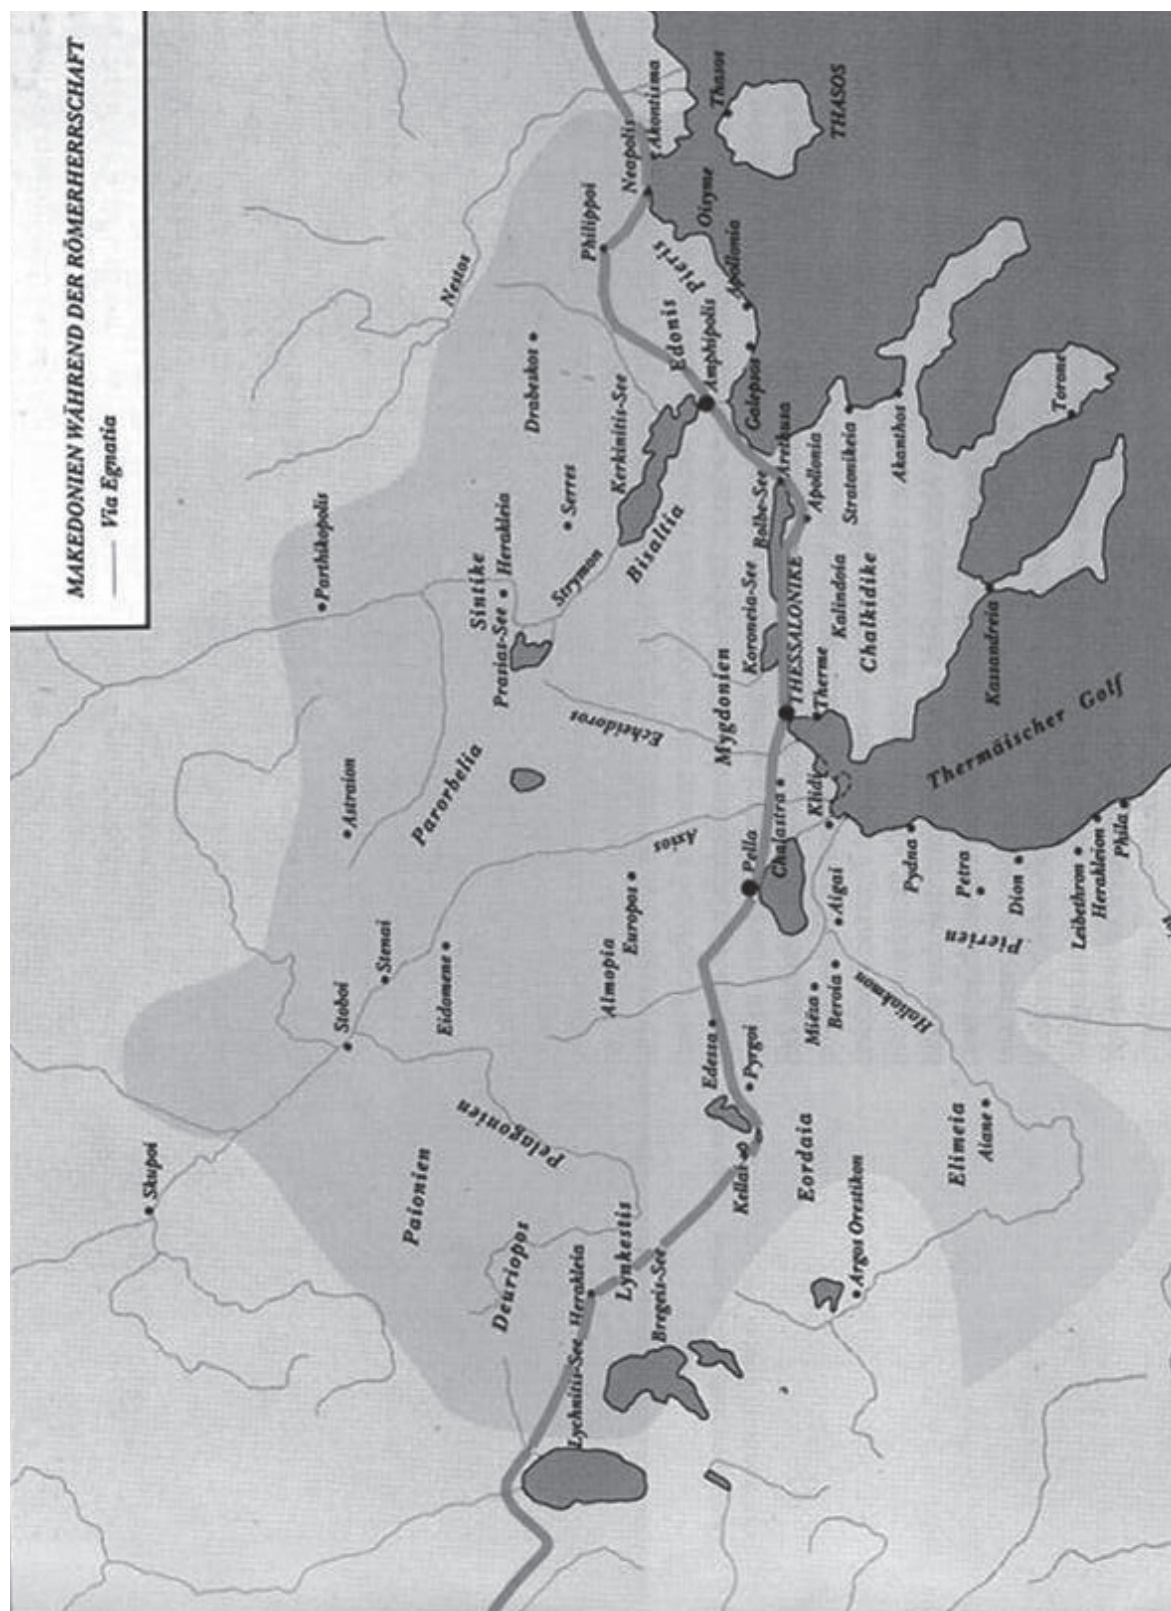 MAKEDONIEN WÄHREND DER RÖMERHERRSCHAFT
Via Egnatia
Skupoi
Stoboi
Stenai
Eidomene
Astraion
Parthikopolis
Parorbelia
Paionien
Pelagonien
Deuriopos
Lynkestis
Herakleia
Lychnitis-See
Bregeis-See
Almopia
Europos
Axios
Echeidoros
Sintike
Herakleia
Prasias-See
Strymon
Serres
Drabeskos
Kerkinitis-See
Bisaltia
Nestos
Philippoi
Neapolis
Akontisma
Thasos
THASOS
Oisyme
Pieris
Apollonia
Edonis
Amphipolis
Galepsos
Arethusa
Bolbe-See
Koroneia-See
Apollonia
Stratonikeia
Akanthos
Torone
Mygdonien
THESSALONIKE
Therme
Kalindoia
Chalkidike
Kassandreia
Thermäischer Golf
Pella
Chalastra
Klidi
Edessa
Pyrgoi
Kellai
Eordaia
Mieza
Beroia
Aigai
Haliakmon
Argos Orestikon
Elimeia
Aiane
Pydna
Petra
Pierien
Dion
Leibethron
Herakleion
Phila